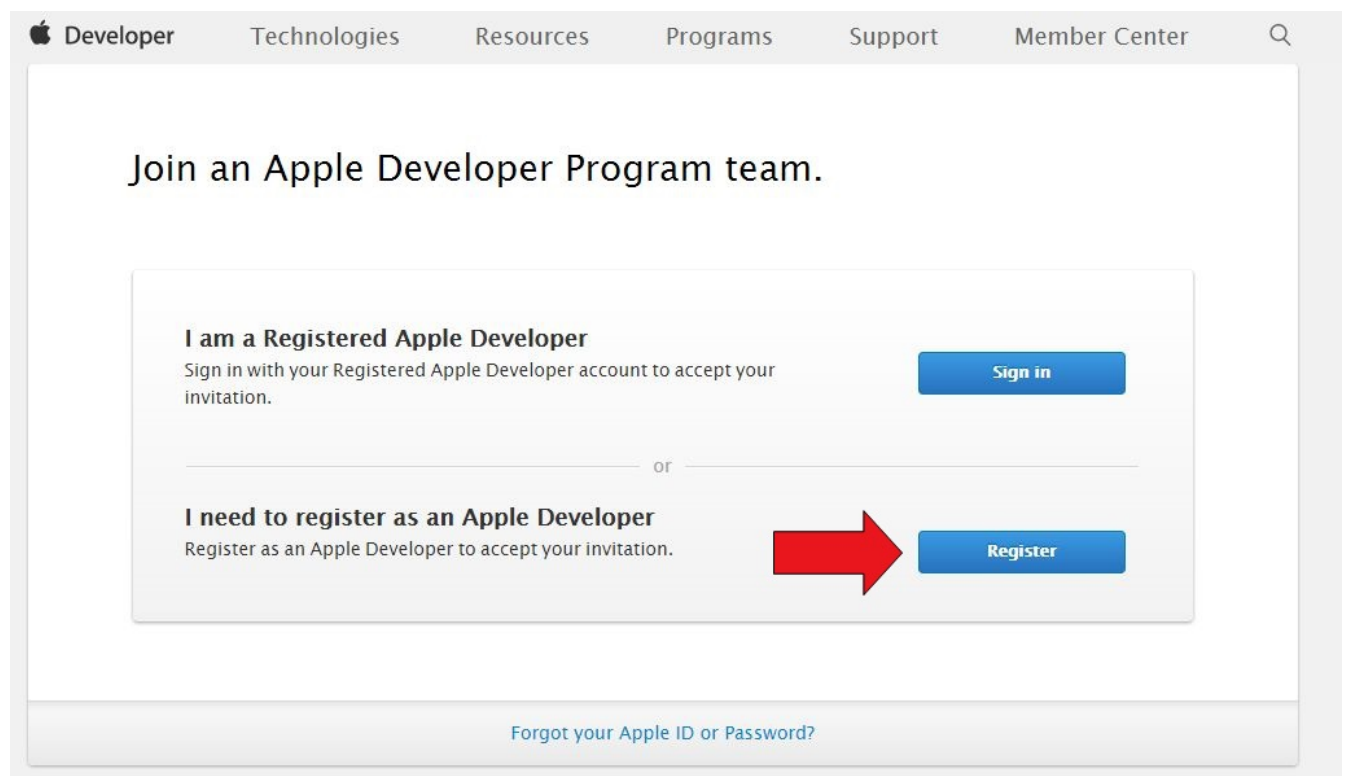 Developer Technologies Resources Programs Support Member Center
Join an Apple Developer Program team.
I am a Registered Apple Developer
Sign in with your Registered Apple Developer account to accept your
invitation.
Sign in
or
I need to register as an Apple Developer
Register as an Apple Developer to accept your invitation.
Register
Forgot your Apple ID or Password?